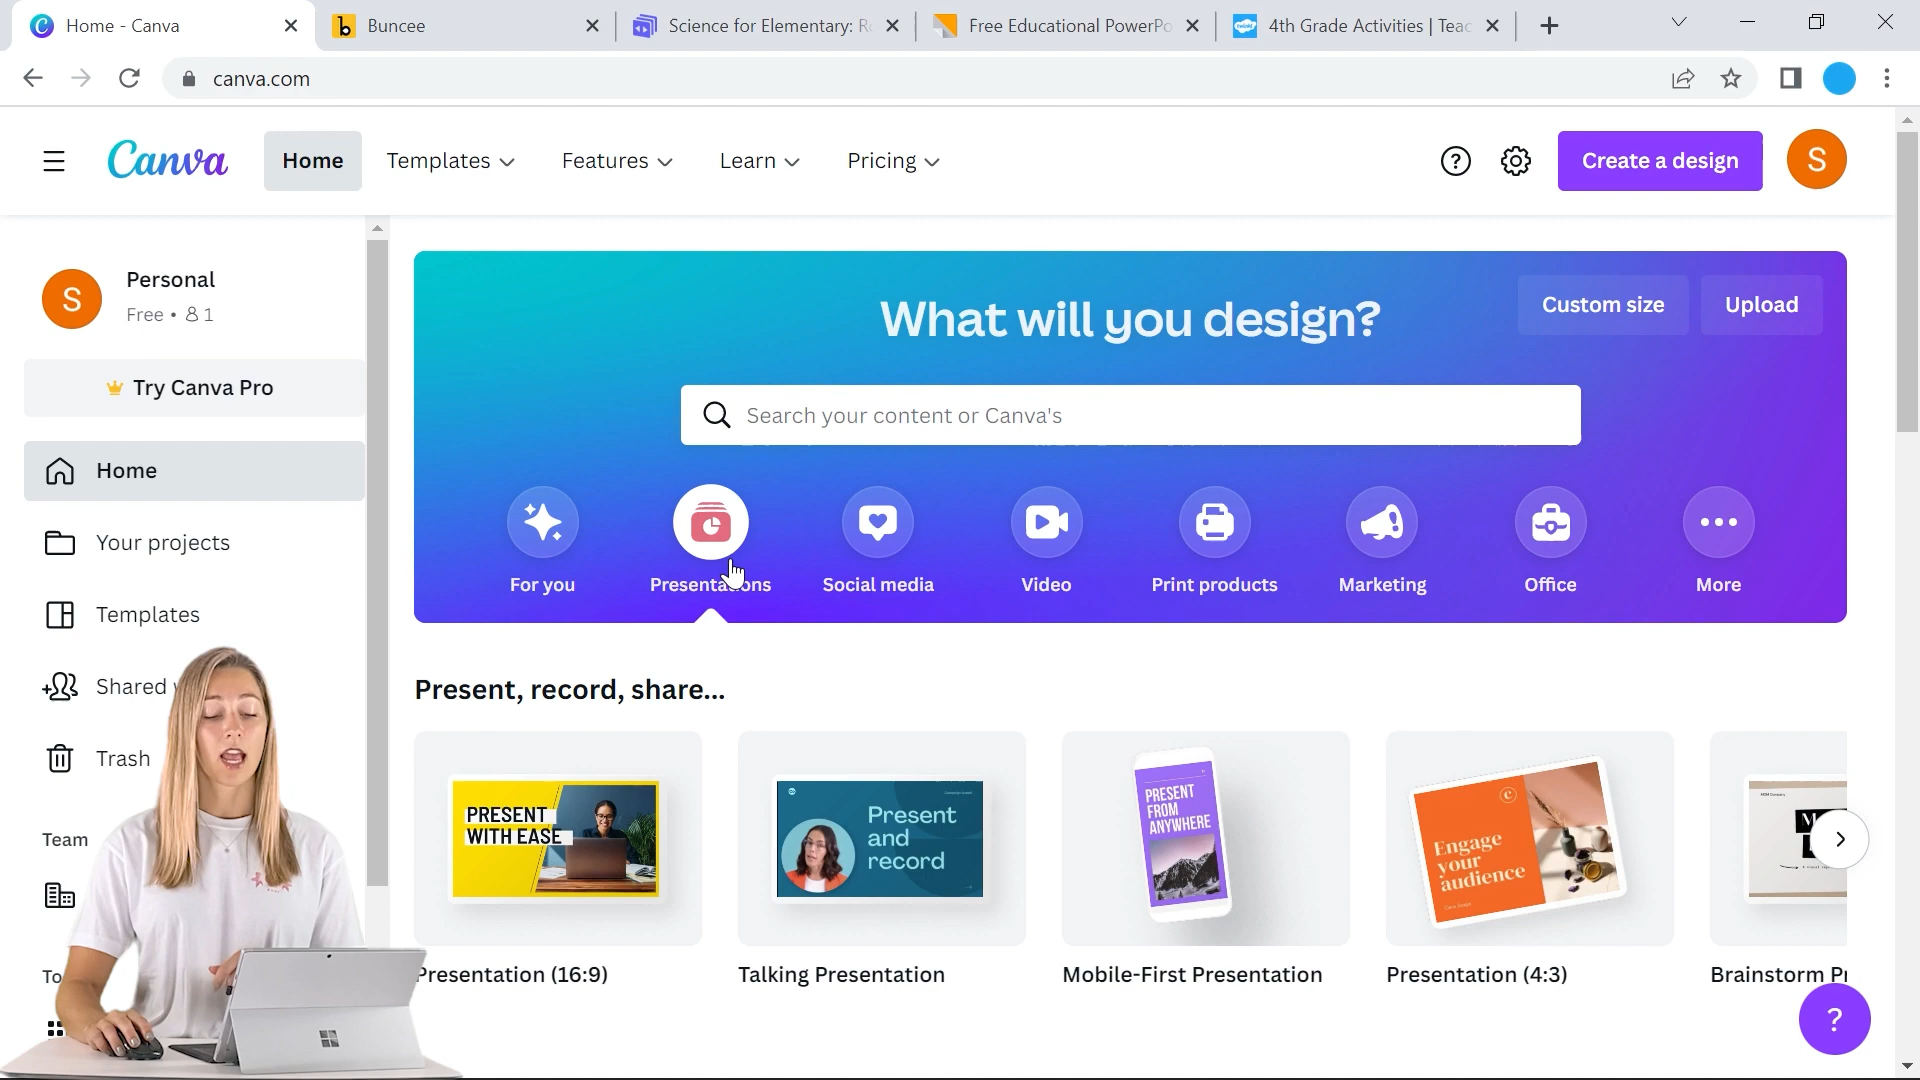 Home - Canva
Buncee
Science for Elementary: R
Free Educational PowerPo
4th Grade Activities | Teac
canva.com
Canva
Home
Templates
Features
Learn
Pricing
Create a design
S
S
Personal
Free • 1
Try Canva Pro
Home
Your projects
Templates
Shared
Trash
Team
To
What will you design?
Custom size
Upload
Search your content or Canva's
For you
Presentations
Social media
Video
Print products
Marketing
Office
More
Present, record, share...
PRESENT
WITH EASE
Present
and
record
PRESENT
FROM
ANYWHERE
Engage
your
audience
Presentation (16:9)
Talking Presentation
Mobile-First Presentation
Presentation (4:3)
Brainstorm Pr
?